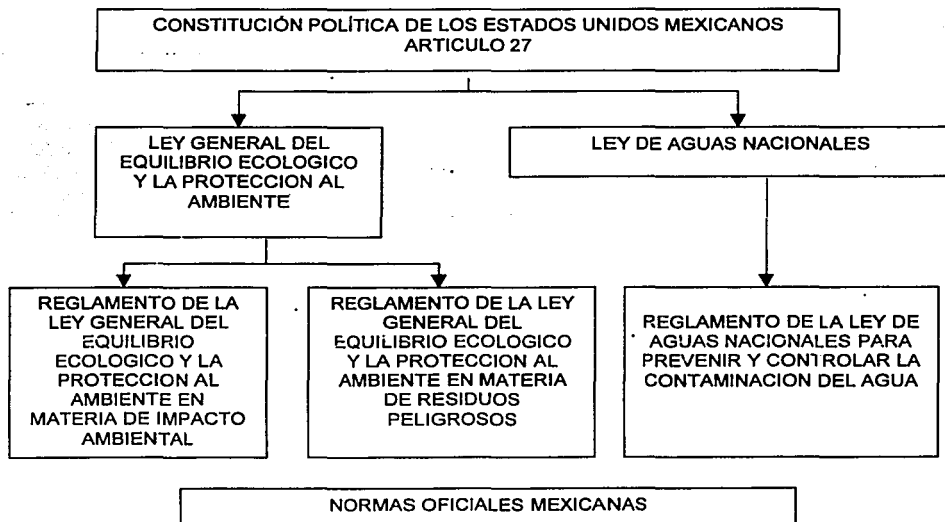 CONSTITUCIÓN POLÍTICA DE LOS ESTADOS UNIDOS MEXICANOS
ARTICULO 27
LEY GENERAL DEL
EQUILIBRIO ECOLOGICO
Y LA PROTECCION AL
AMBIENTE
LEY DE AGUAS NACIONALES
REGLAMENTO DE LA
LEY GENERAL DEL
EQUILIBRIO
ECOLOGICO Y LA
PROTECCION AL
AMBIENTE EN
MATERIA DE IMPACTO
AMBIENTAL
REGLAMENTO DE LA LEY
GENERAL DEL
EQUILIBRIO ECOLOGICO
Y LA PROTECCION AL
AMBIENTE EN MATERIA
DE RESIDUOS
PELIGROSOS
REGLAMENTO DE LA LEY DE
AGUAS NACIONALES PARA
PREVENIR Y CONTROLAR LA
CONTAMINACION DEL AGUA
NORMAS OFICIALES MEXICANAS